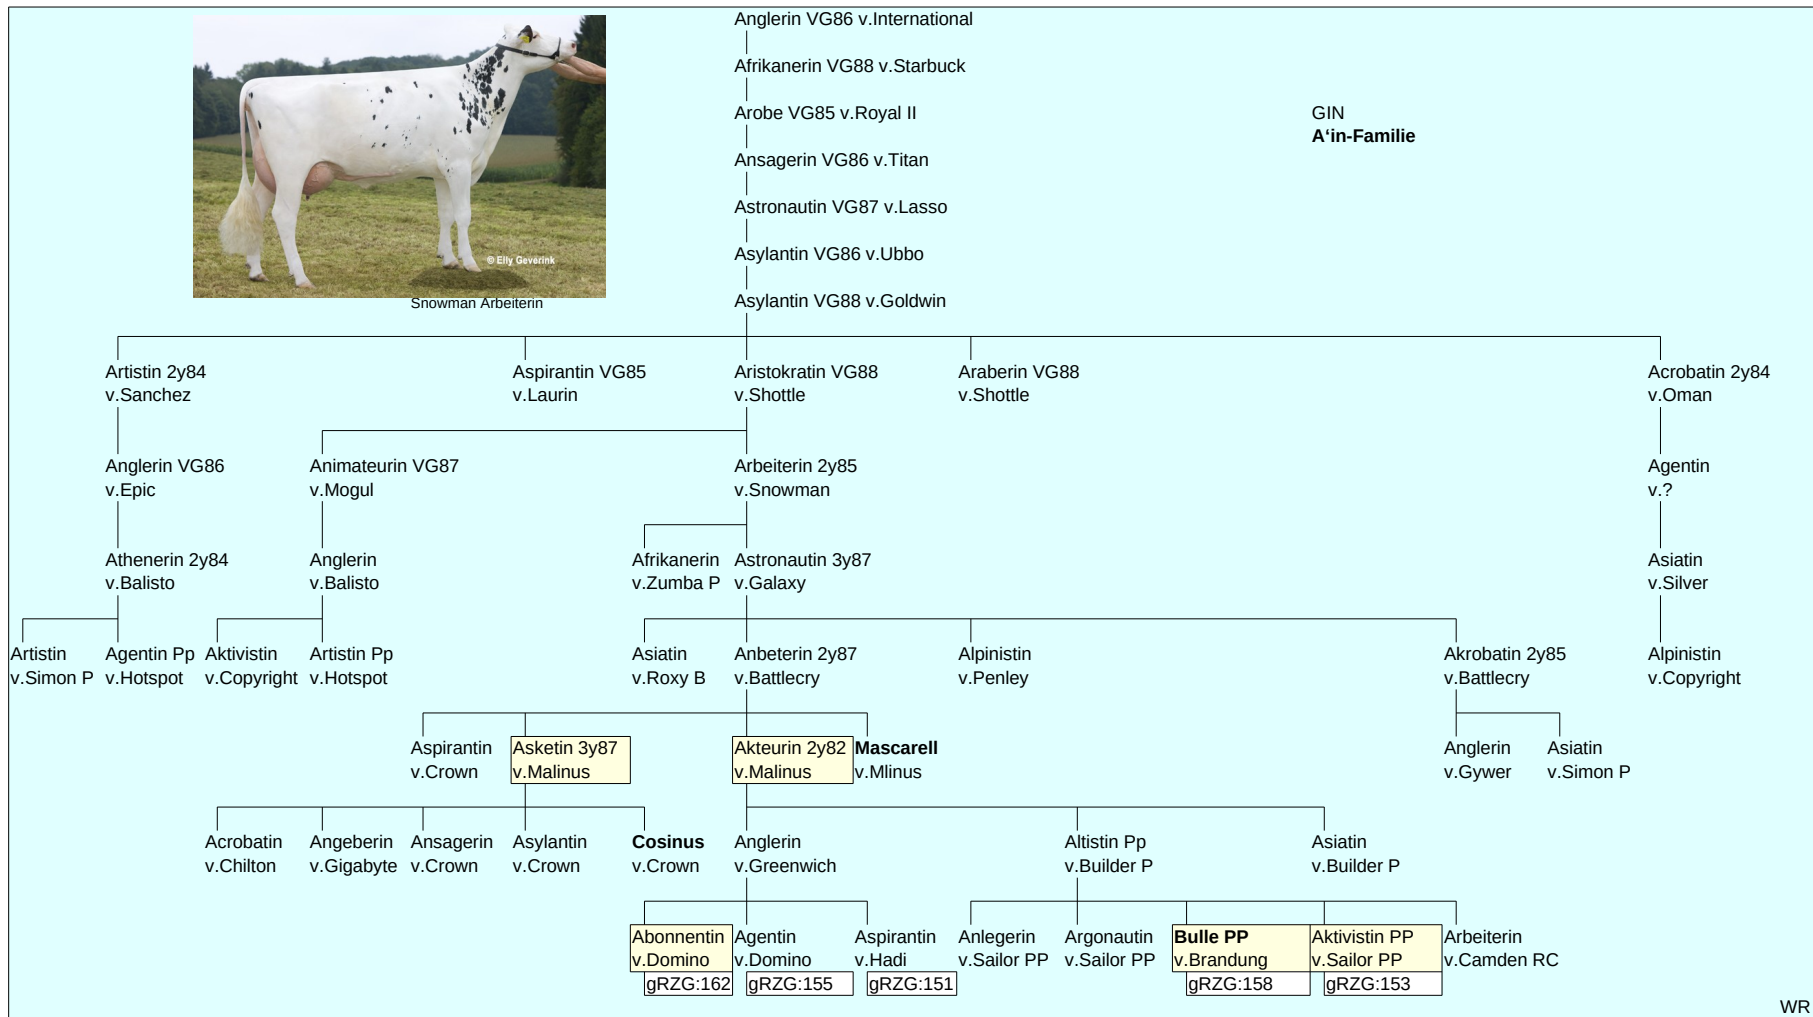 Anglerin VG86 v.International
Afrikanerin VG88 v.Starbuck
Arobe VG85 v.Royal II
GIN
A‘in-Familie
Ansagerin VG86 v.Titan
Astronautin VG87 v.Lasso
Asylantin VG86 v.Ubbo
© Elly Geverink
Snowman Arbeiterin
Asylantin VG88 v.Goldwin
Artistin 2y84
v.Sanchez
Aspirantin VG85
v.Laurin
Aristokratin VG88
v.Shottle
Araberin VG88
v.Shottle
Acrobatin 2y84
v.Oman
Anglerin VG86
v.Epic
Animateurin VG87
v.Mogul
Arbeiterin 2y85
v.Snowman
Agentin
v.?
Athenerin 2y84
v.Balisto
Anglerin
v.Balisto
Afrikanerin
v.Zumba P
Astronautin 3y87
v.Galaxy
Asiatin
v.Silver
Artistin
v.Simon P
Agentin Pp
v.Hotspot
Aktivistin
v.Copyright
Artistin Pp
v.Hotspot
Asiatin
v.Roxy B
Anbeterin 2y87
v.Battlecry
Alpinistin
v.Penley
Akrobatin 2y85
v.Battlecry
Alpinistin
v.Copyright
Aspirantin
v.Crown
Asketin 3y87
v.Malinus
Akteurin 2y82
v.Malinus
Mascarell
v.Mlinus
Anglerin
v.Gywer
Asiatin
v.Simon P
Acrobatin
v.Chilton
Angeberin
v.Gigabyte
Ansagerin
v.Crown
Asylantin
v.Crown
Cosinus
v.Crown
Anglerin
v.Greenwich
Altistin Pp
v.Builder P
Asiatin
v.Builder P
Abonnentin
v.Domino
gRZG:162
Agentin
v.Domino
gRZG:155
Aspirantin
v.Hadi
gRZG:151
Anlegerin
v.Sailor PP
Argonautin
v.Sailor PP
Bulle PP
v.Brandung
gRZG:158
Aktivistin PP
v.Sailor PP
gRZG:153
Arbeiterin
v.Camden RC
WR